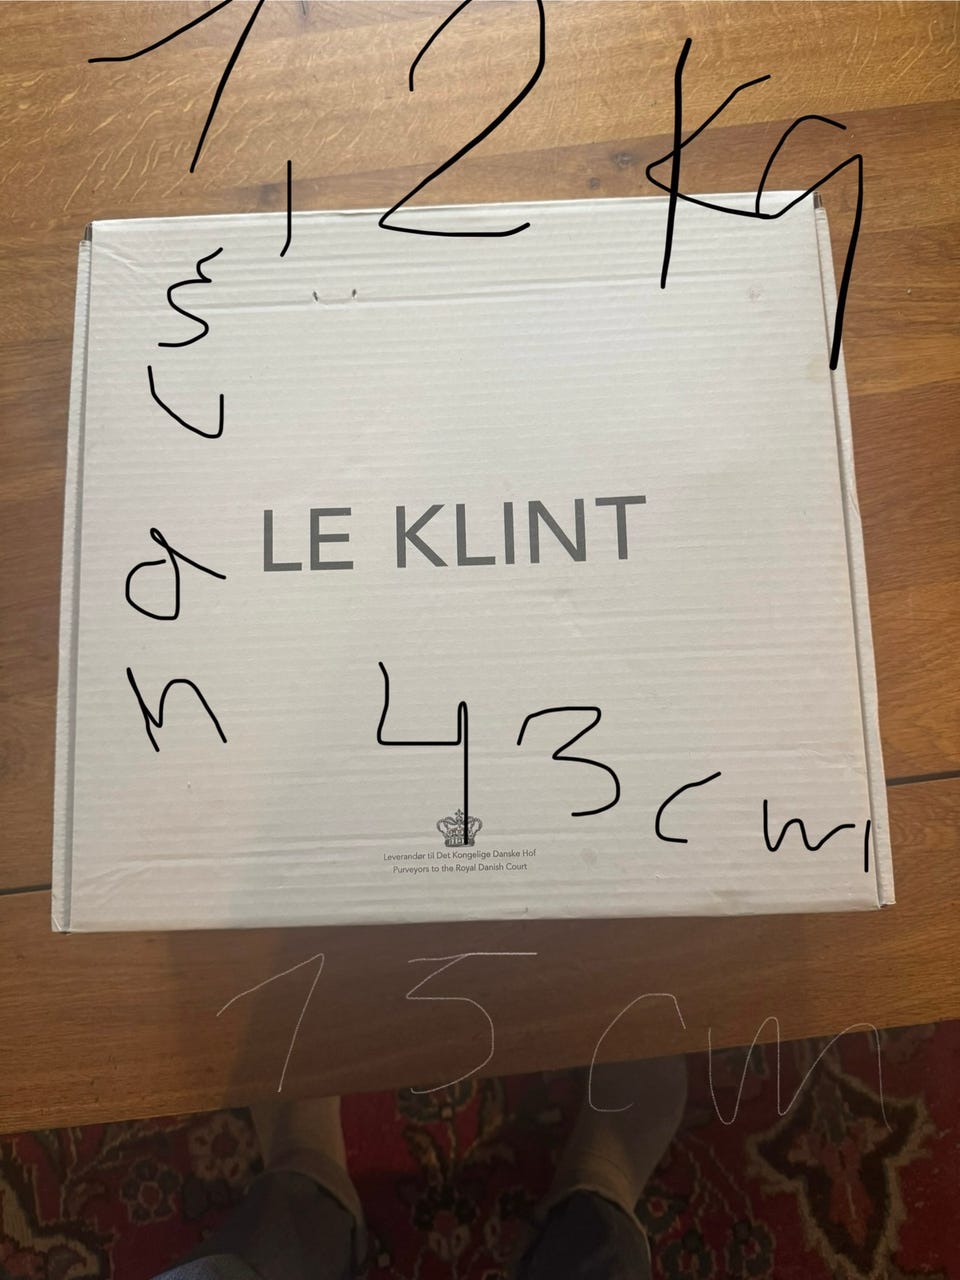 1,2 kg
39 cm
LE KLINT
43 cm
Leverandør til Det Kongelige Danske Hof
Purveyors to the Royal Danish Court
15 cm